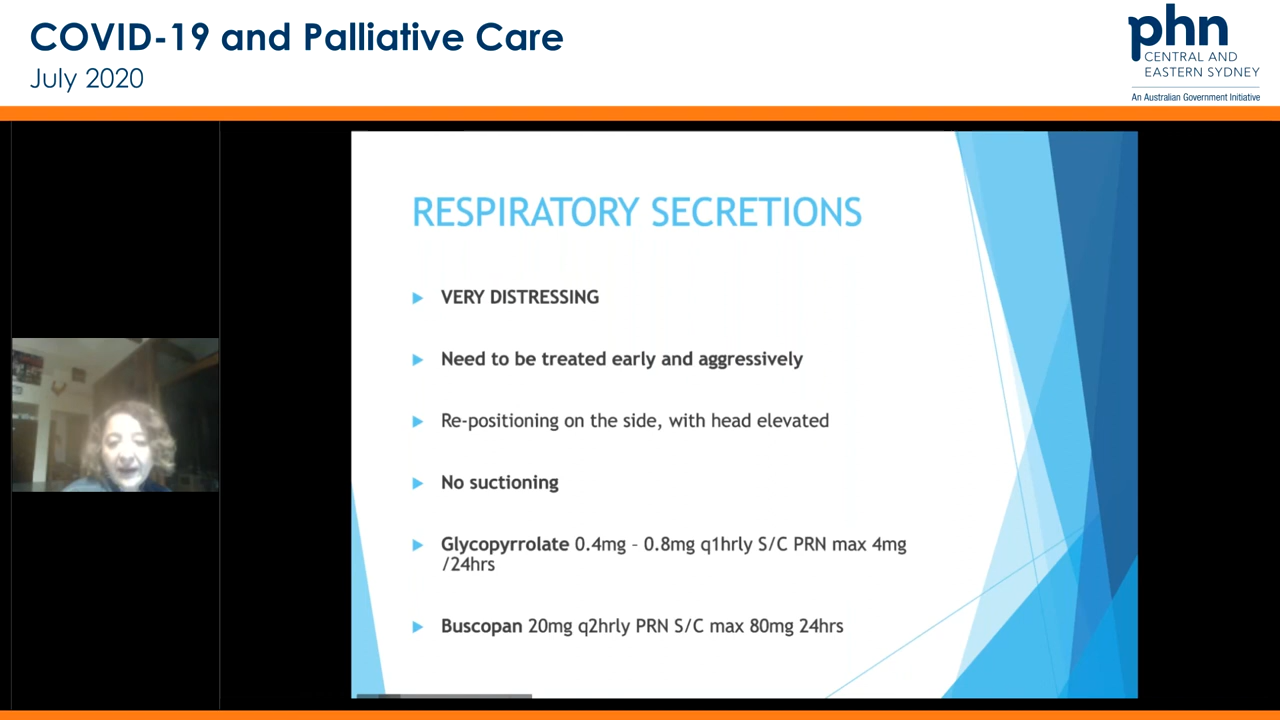 COVID-19 and Palliative Care
July 2020
phn
CENTRAL AND
EASTERN SYDNEY
An Australian Government Initiative
RESPIRATORY SECRETIONS
VERY DISTRESSING
Need to be treated early and aggressively
Re-positioning on the side, with head elevated
No suctioning
Glycopyrrolate 0.4mg – 0.8mg q1hrly S/C PRN max 4mg
/24hrs
Buscopan 20mg q2hrly PRN S/C max 80mg 24hrs